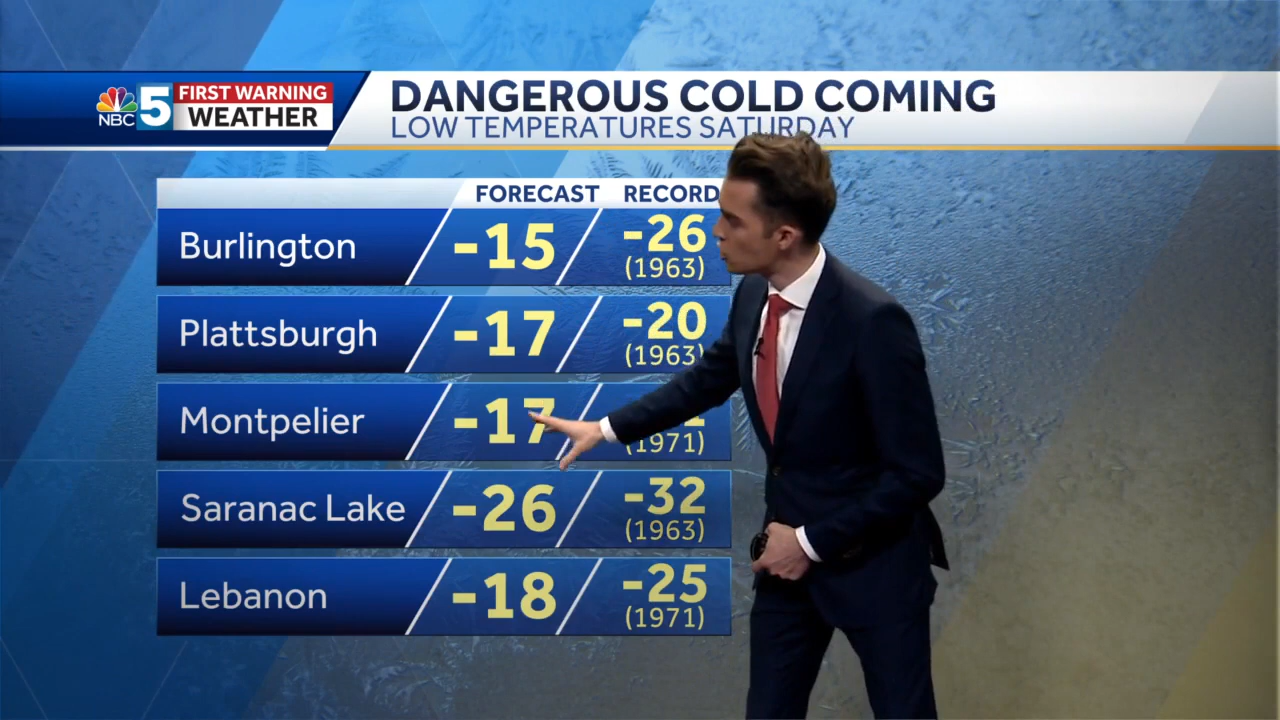 NBC 5 FIRST WARNING
WEATHER
DANGEROUS COLD COMING
LOW TEMPERATURES SATURDAY
FORECAST RECORD
Burlington -15 -26
(1963)
Plattsburgh -17 -20
(1963)
Montpelier -17
(1971)
Saranac Lake -26 -32
(1963)
Lebanon -18 -25
(1971)